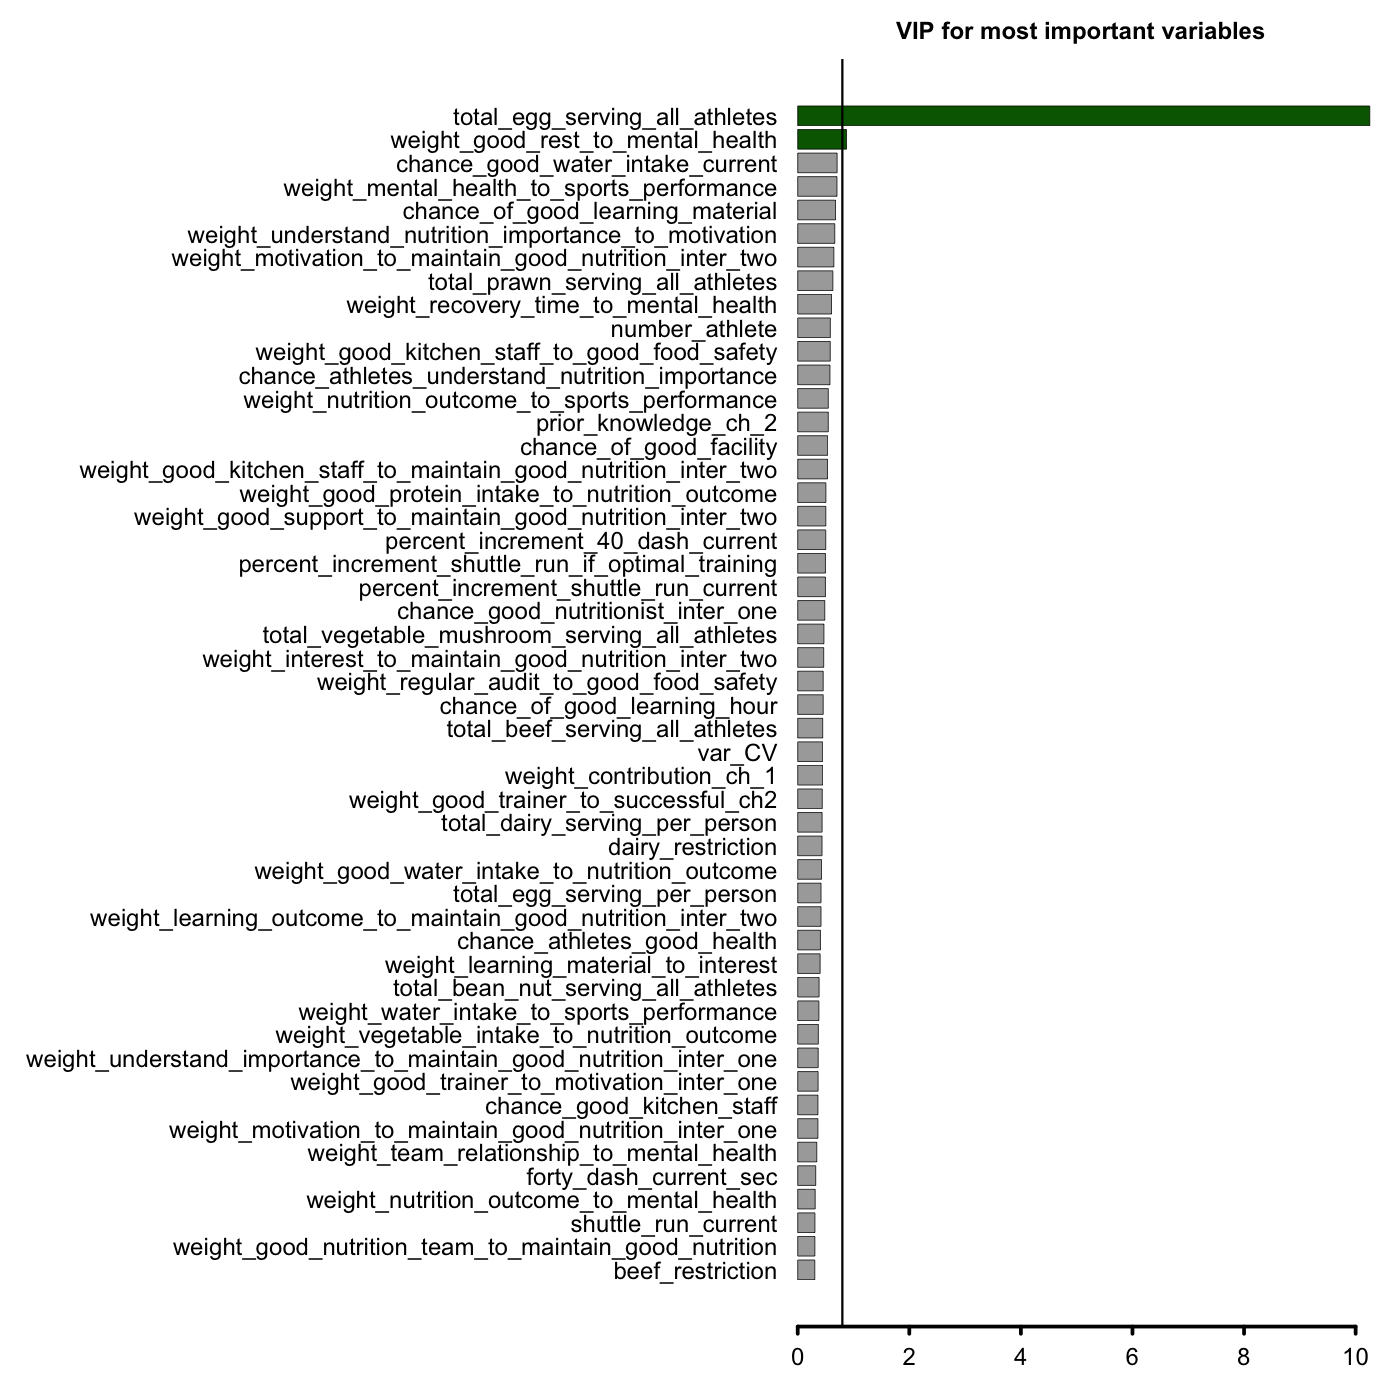 VIP for most important variables
total_egg_serving_all_athletes
weight_good_rest_to_mental_health
chance_good_water_intake_current
weight_mental_health_to_sports_performance
chance_of_good_learning_material
weight_understand_nutrition_importance_to_motivation
weight_motivation_to_maintain_good_nutrition_inter_two
total_prawn_serving_all_athletes
weight_recovery_time_to_mental_health
number_athlete
weight_good_kitchen_staff_to_good_food_safety
chance_athletes_understand_nutrition_importance
weight_nutrition_outcome_to_sports_performance
prior_knowledge_ch_2
chance_of_good_facility
weight_good_kitchen_staff_to_maintain_good_nutrition_inter_two
weight_good_protein_intake_to_nutrition_outcome
weight_good_support_to_maintain_good_nutrition_inter_two
percent_increment_40_dash_current
percent_increment_shuttle_run_if_optimal_training
percent_increment_shuttle_run_current
chance_good_nutritionist_inter_one
total_vegetable_mushroom_serving_all_athletes
weight_interest_to_maintain_good_nutrition_inter_two
weight_regular_audit_to_good_food_safety
chance_of_good_learning_hour
total_beef_serving_all_athletes
var_CV
weight_contribution_ch_1
weight_good_trainer_to_successful_ch2
total_dairy_serving_per_person
dairy_restriction
weight_good_water_intake_to_nutrition_outcome
total_egg_serving_per_person
weight_learning_outcome_to_maintain_good_nutrition_inter_two
chance_athletes_good_health
weight_learning_material_to_interest
total_bean_nut_serving_all_athletes
weight_water_intake_to_sports_performance
weight_vegetable_intake_to_nutrition_outcome
weight_understand_importance_to_maintain_good_nutrition_inter_one
weight_good_trainer_to_motivation_inter_one
chance_good_kitchen_staff
weight_motivation_to_maintain_good_nutrition_inter_one
weight_team_relationship_to_mental_health
forty_dash_current_sec
weight_nutrition_outcome_to_mental_health
shuttle_run_current
weight_good_nutrition_team_to_maintain_good_nutrition
beef_restriction
0 2 4 6 8 10